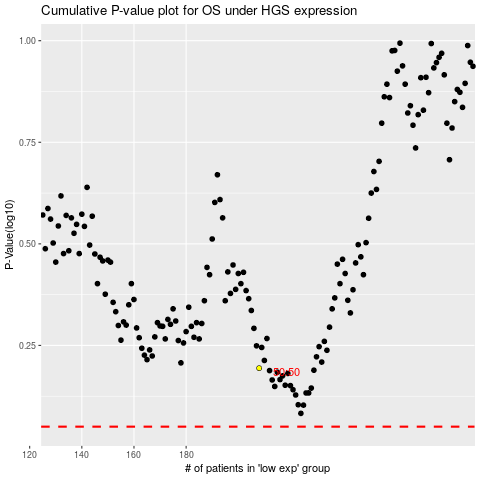 Cumulative P-value plot for OS under HGS expression
1.00
0.75
0.50
0.25
P-Value(log10)
50:50
120 140 160 180
# of patients in 'low exp' group